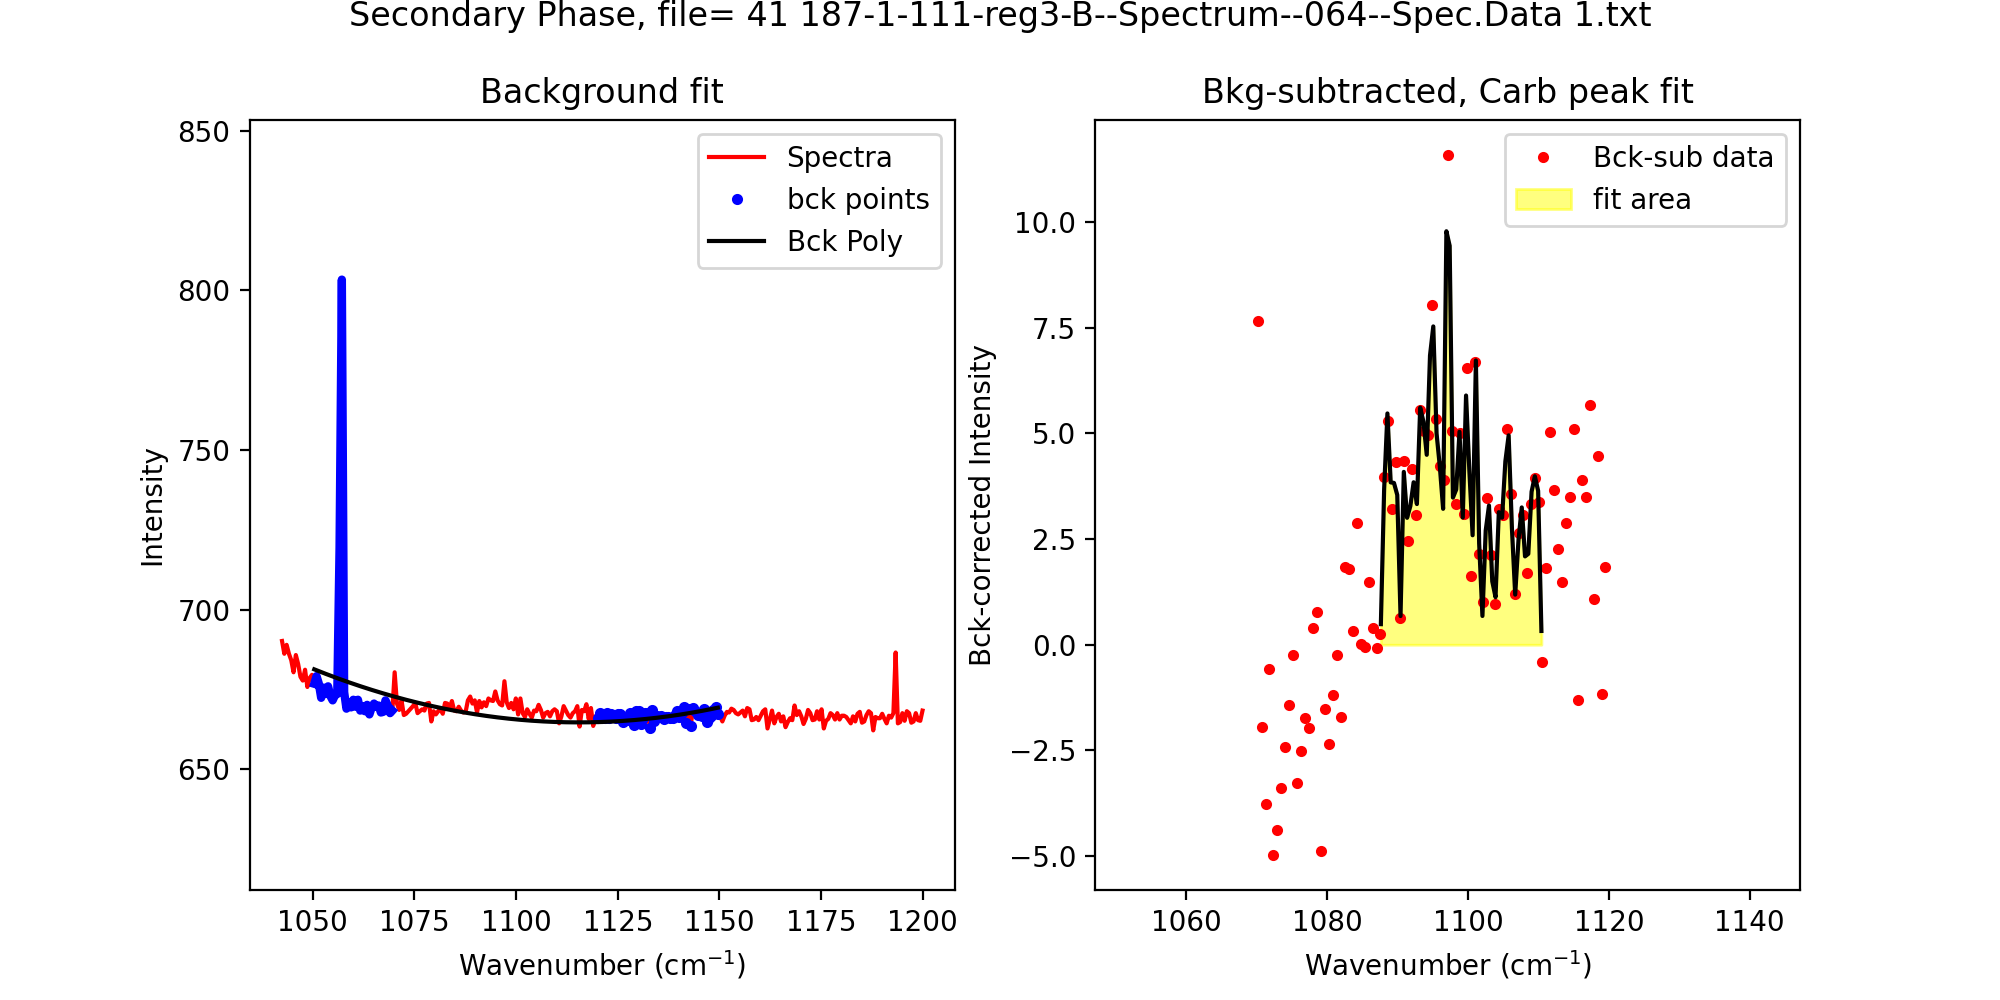 Secondary Phase, file= 41 187-1-111-reg3-B--Spectrum--064--Spec.Data 1.txt
Background fit
850
800
750
700
650
Intensity
Spectra
bck points
Bck Poly
1050 1075 1100 1125 1150 1175 1200
Wavenumber (cm⁻¹)
Bkg-subtracted, Carb peak fit
10.0
7.5
5.0
2.5
0.0
−2.5
−5.0
Bck-corrected Intensity
Bck-sub data
fit area
1060 1080 1100 1120 1140
Wavenumber (cm⁻¹)